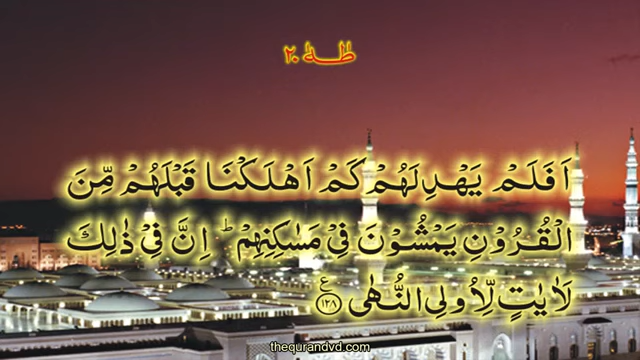 طٰهٰ ٢٠
اَفَلَمْ يَهْدِ لَهُمْ كَمْ اَهْلَكْنَا قَبْلَهُمْ مِّنَ
الْقُرُوْنِ يَمْشُوْنَ فِيْ مَسٰكِنِهِمْ ؕ اِنَّ فِيْ ذٰلِكَ
لَاٰيٰتٍ لِّاُولِي النُّهٰى ࣖ ﴿١٢٨﴾
thequrandvd.com